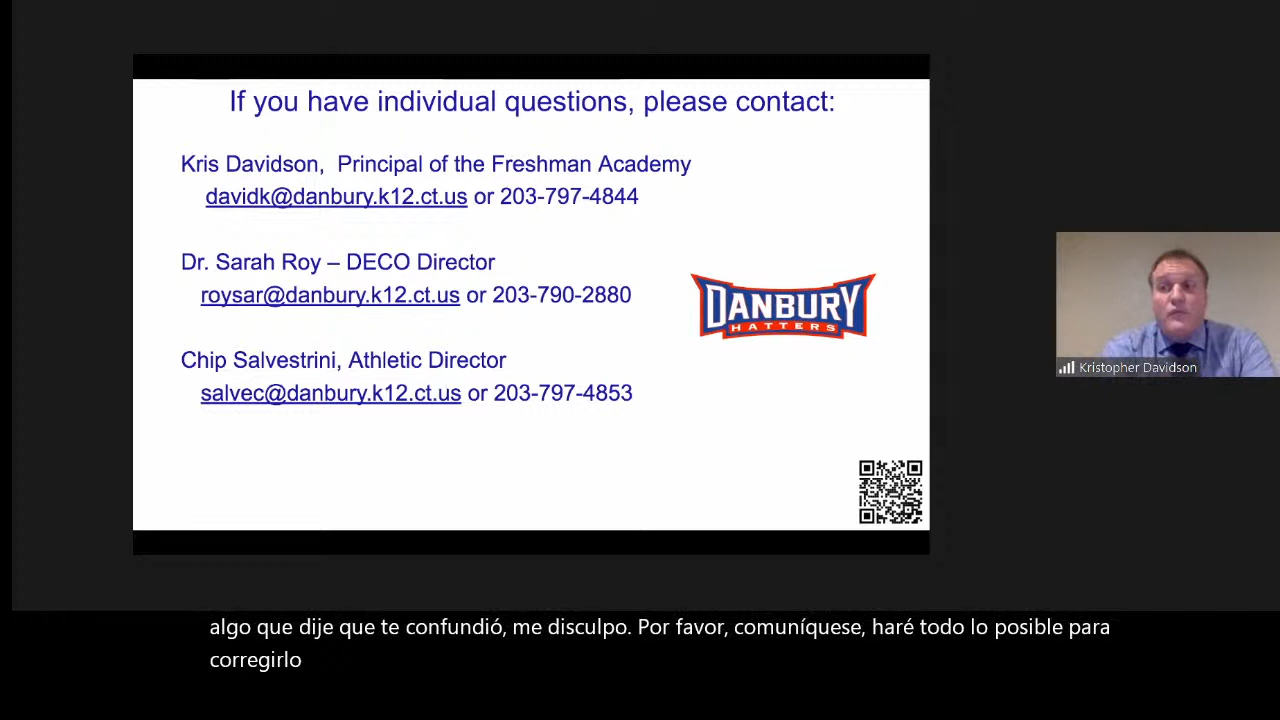 If you have individual questions, please contact:
Kris Davidson,  Principal of the Freshman Academy
davidk@danbury.k12.ct.us or 203-797-4844
Dr. Sarah Roy – DECO Director
roysar@danbury.k12.ct.us or 203-790-2880
DANBURY
HATTERS
Chip Salvestrini, Athletic Director
salvec@danbury.k12.ct.us or 203-797-4853
Kristopher Davidson
algo que dije que te confundió, me disculpo. Por favor, comuníquese, haré todo lo posible para
corregirlo